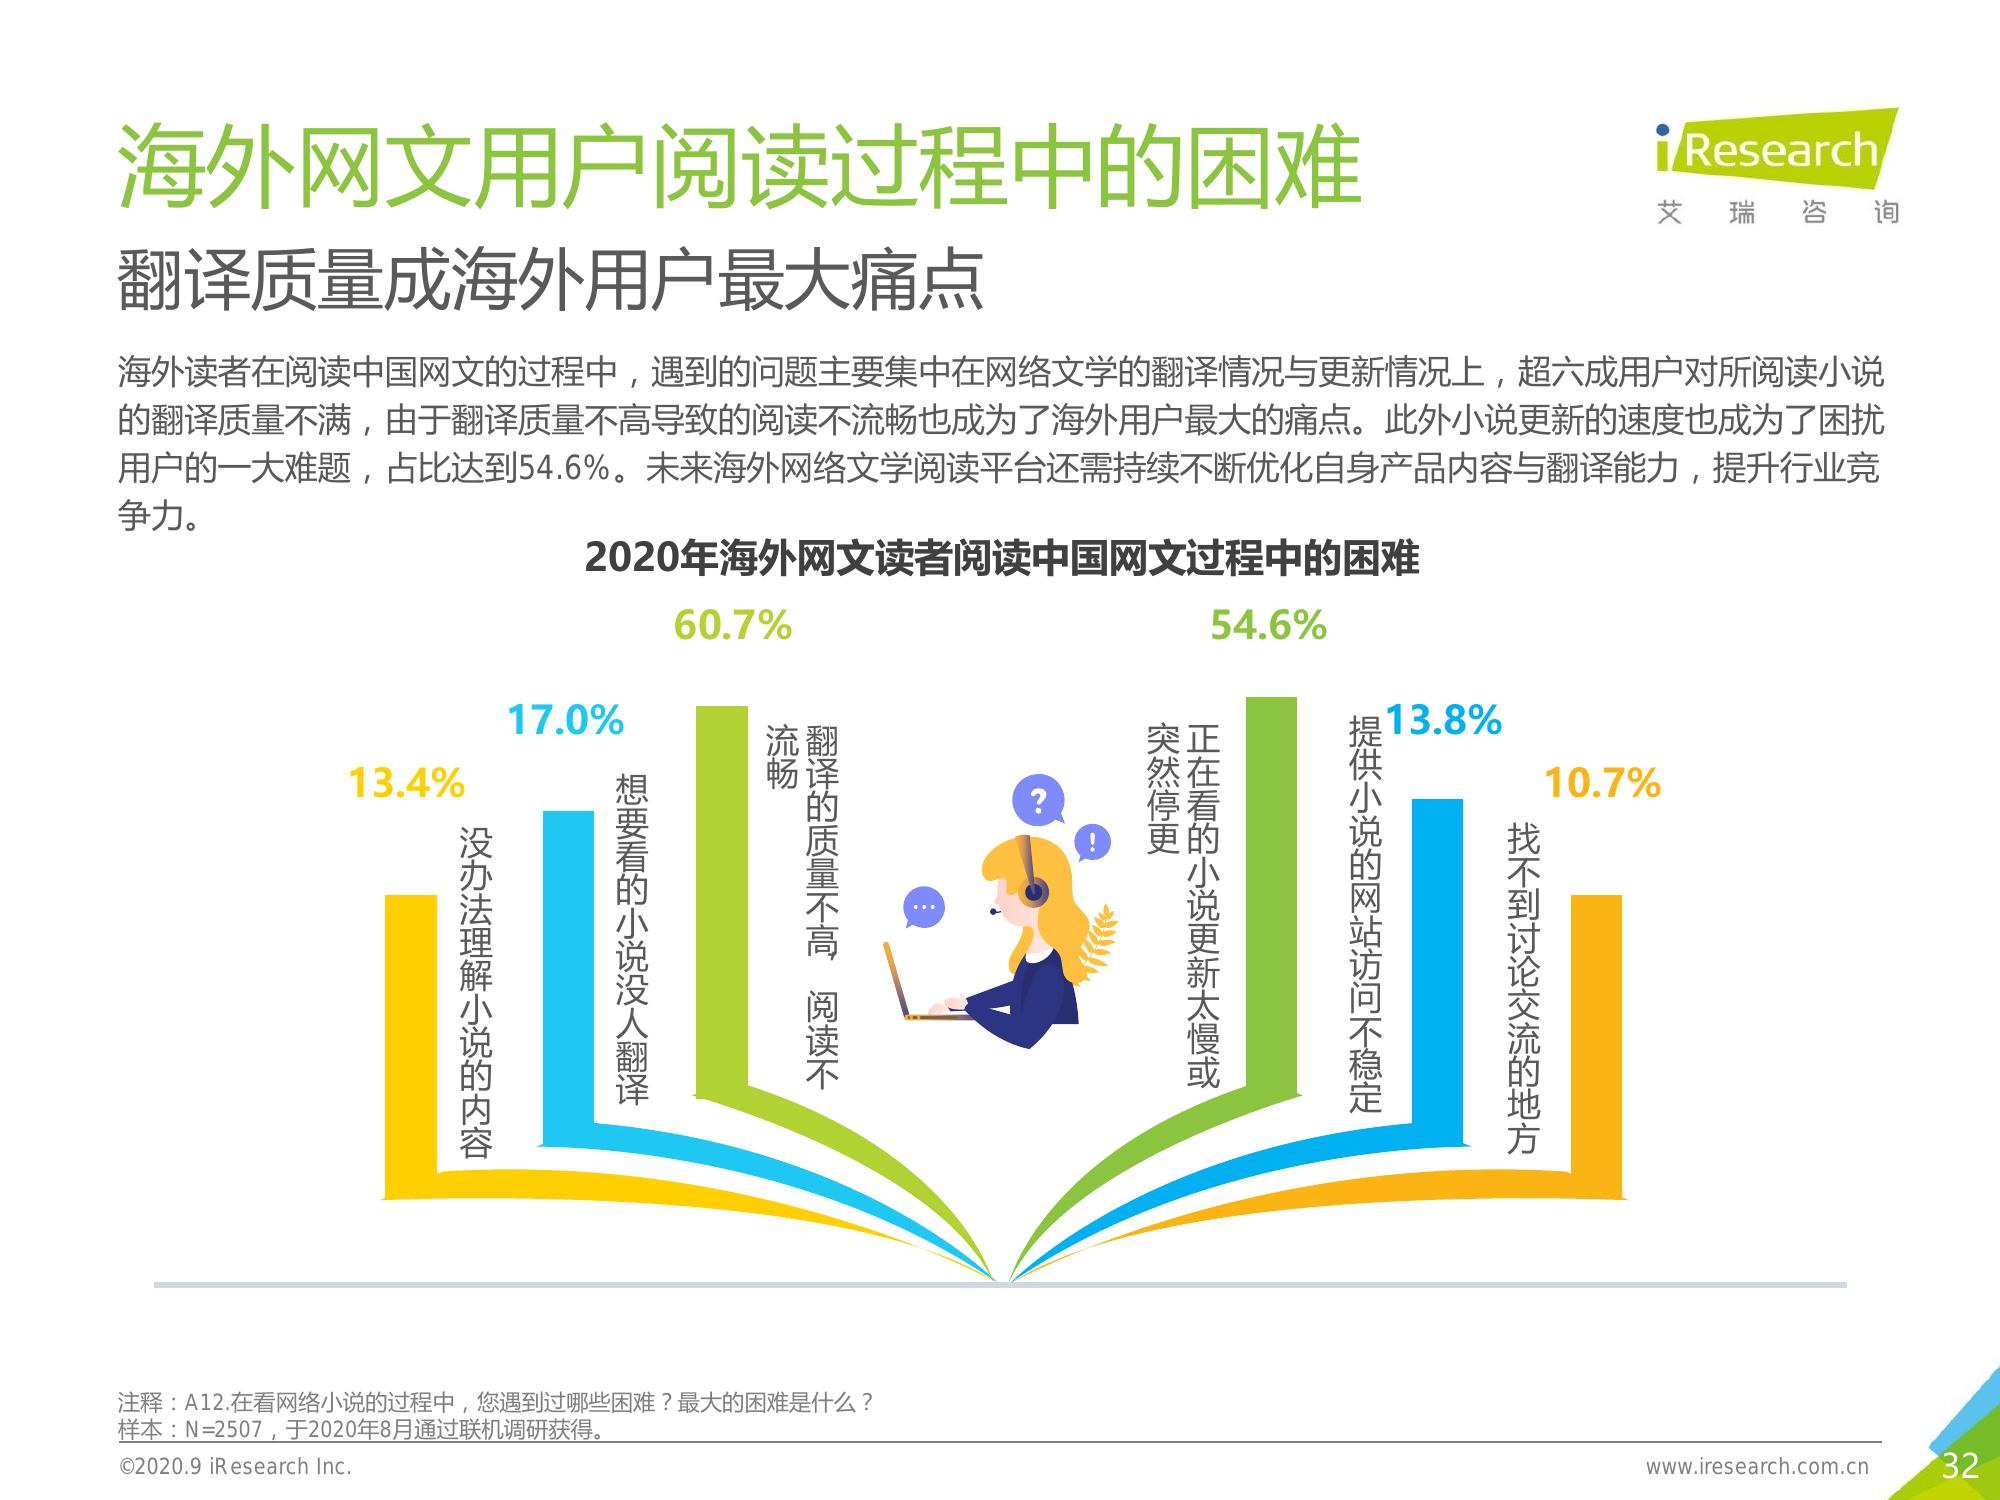 海外网文用户阅读过程中的困难
iResearch
艾瑞咨询
翻译质量成海外用户最大痛点
海外读者在阅读中国网文的过程中，遇到的问题主要集中在网络文学的翻译情况与更新情况上，超六成用户对所阅读小说
的翻译质量不满，由于翻译质量不高导致的阅读不流畅也成为了海外用户最大的痛点。此外小说更新的速度也成为了困扰
用户的一大难题，占比达到54.6%。未来海外网络文学阅读平台还需持续不断优化自身产品内容与翻译能力，提升行业竞
争力。
2020年海外网文读者阅读中国网文过程中的困难
13.4%
没办法理解小说的内容
17.0%
想要看的小说没人翻译
60.7%
翻译的质量不高，阅读不
流畅
54.6%
正在看的小说更新太慢或
突然停更
13.8%
提供小说的网站访问不稳定
10.7%
找不到讨论交流的地方
注释：A12.在看网络小说的过程中，您遇到过哪些困难？最大的困难是什么？
样本：N=2507，于2020年8月通过联机调研获得。
©2020.9 iResearch Inc.
www.iresearch.com.cn
32